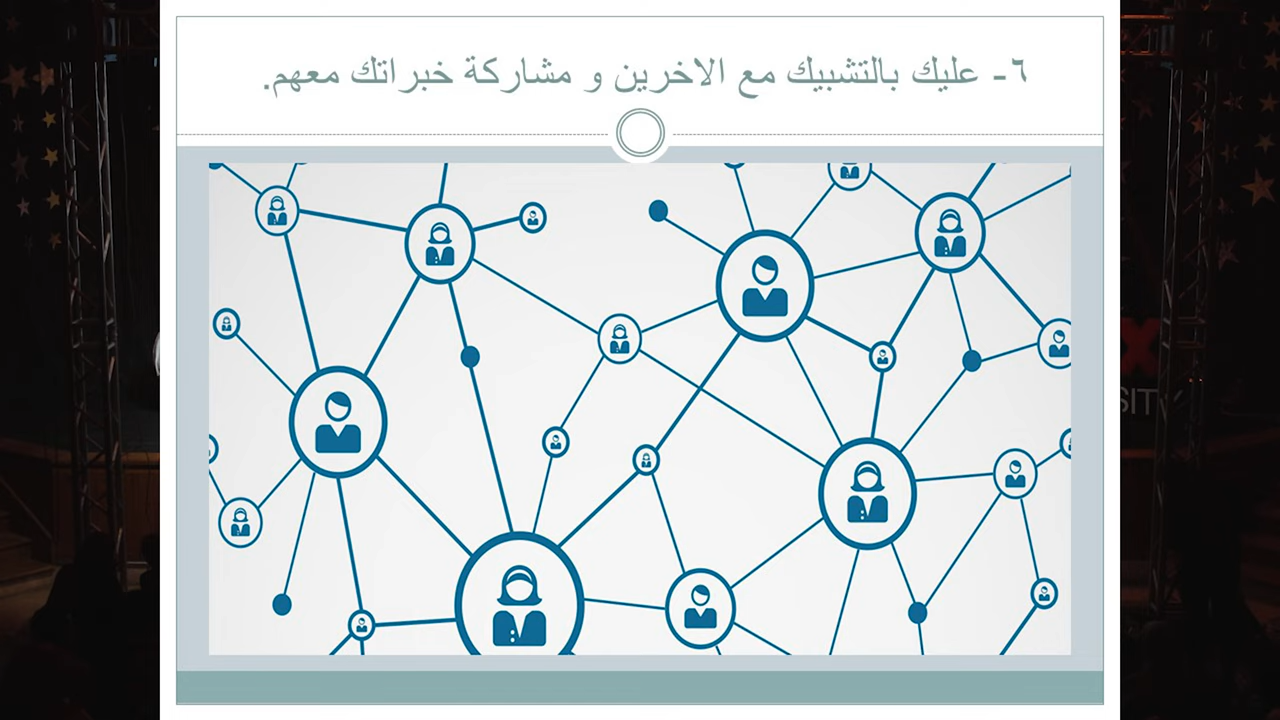 ٦- عليك بالتشبيك مع الاخرين و مشاركة خبراتك معهم.